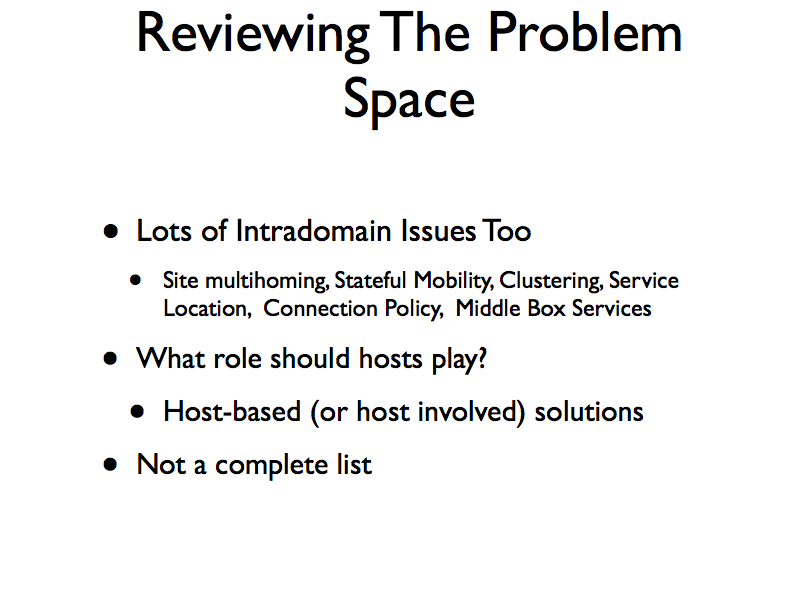 Reviewing The Problem
Space
• Lots of Intradomain Issues Too
• Site multihoming, Stateful Mobility, Clustering, Service
Location, Connection Policy, Middle Box Services
• What role should hosts play?
• Host-based (or host involved) solutions
• Not a complete list